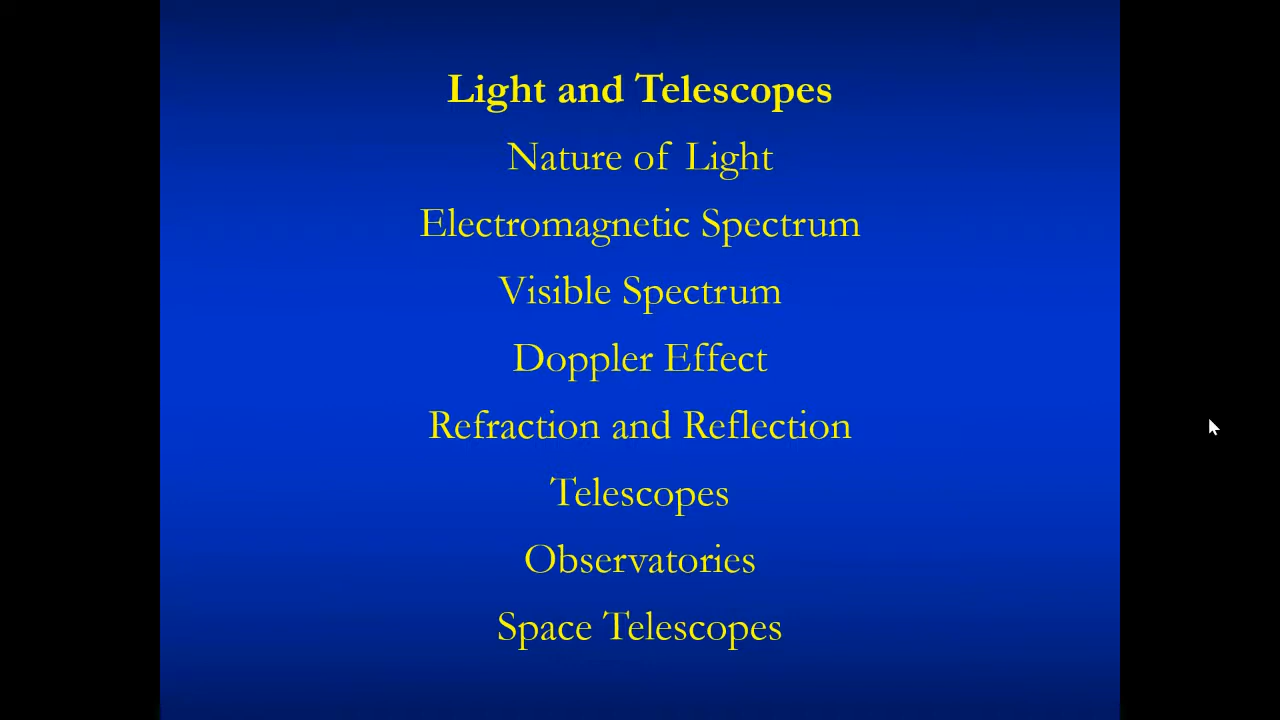 Light and Telescopes
Nature of Light
Electromagnetic Spectrum
Visible Spectrum
Doppler Effect
Refraction and Reflection
Telescopes
Observatories
Space Telescopes